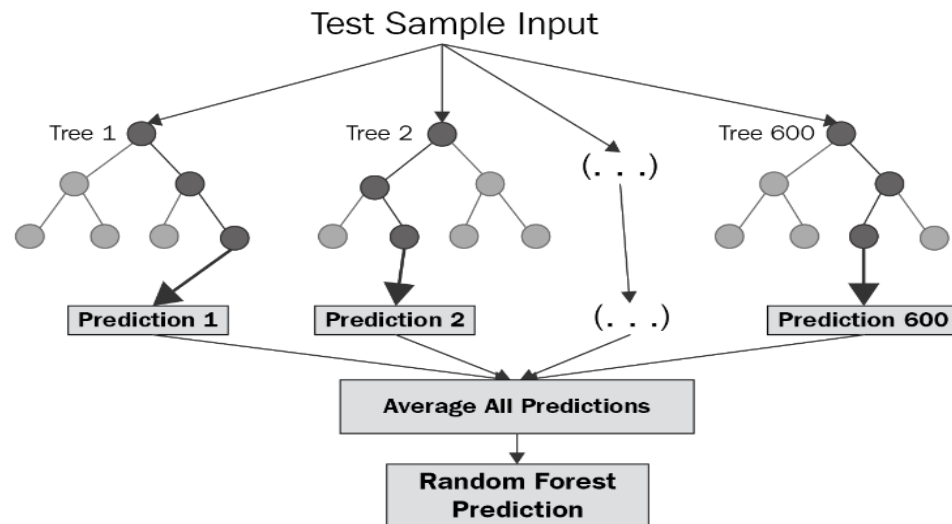 Test Sample Input
Tree 1
Tree 2
(. . .)
Tree 600
Prediction 1
Prediction 2
(. . .)
Prediction 600
Average All Predictions
Random Forest
Prediction